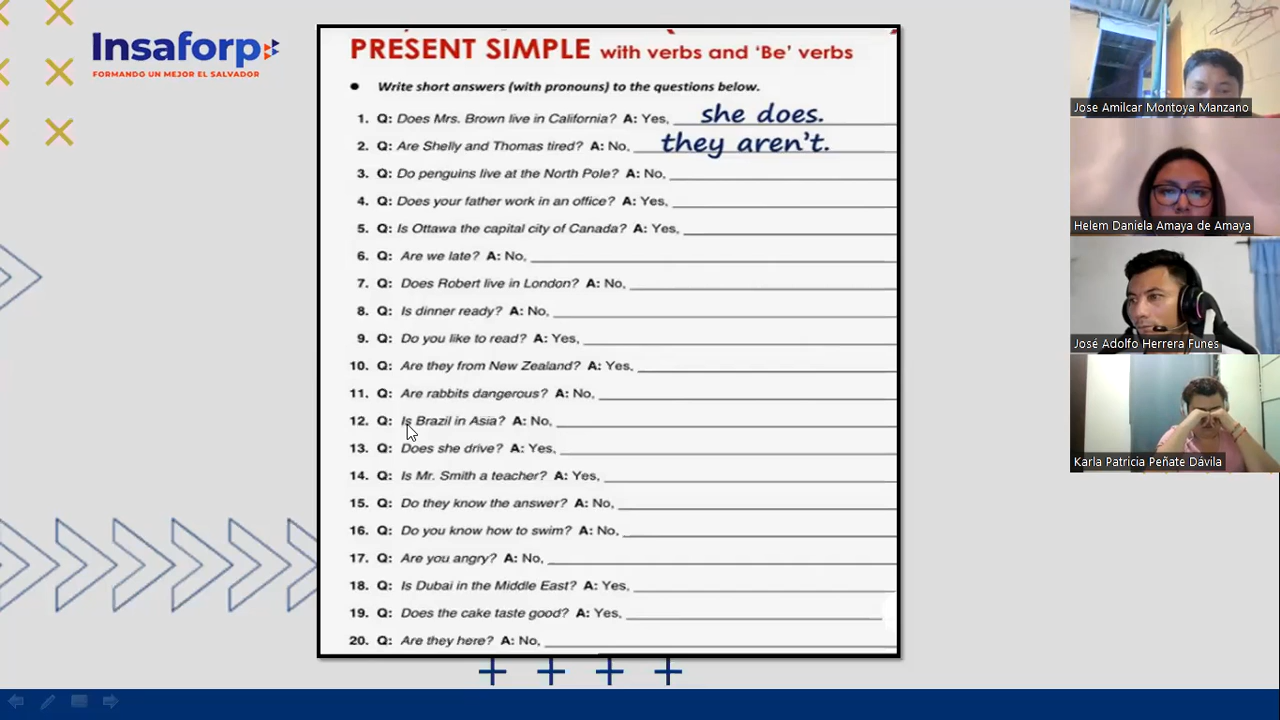 Insaforp
FORMANDO UN MEJOR EL SALVADOR
PRESENT SIMPLE with verbs and ‘Be’ verbs
• Write short answers (with pronouns) to the questions below.
1. Q: Does Mrs. Brown live in California? A: Yes, she does.
2. Q: Are Shelly and Thomas tired? A: No, they aren't.
3. Q: Do penguins live at the North Pole? A: No,
4. Q: Does your father work in an office? A: Yes,
5. Q: Is Ottawa the capital city of Canada? A: Yes,
6. Q: Are we late? A: No,
7. Q: Does Robert live in London? A: No,
8. Q: Is dinner ready? A: No,
9. Q: Do you like to read? A: Yes,
10. Q: Are they from New Zealand? A: Yes,
11. Q: Are rabbits dangerous? A: No,
12. Q: Is Brazil in Asia? A: No,
13. Q: Does she drive? A: Yes,
14. Q: Is Mr. Smith a teacher? A: Yes,
15. Q: Do they know the answer? A: No,
16. Q: Do you know how to swim? A: No,
17. Q: Are you angry? A: No,
18. Q: Is Dubai in the Middle East? A: Yes,
19. Q: Does the cake taste good? A: Yes,
20. Q: Are they here? A: No,
Jose Amilcar Montoya Manzano
Helem Daniela Amaya de Amaya
José Adolfo Herrera Funes
Karla Patricia Peñate Dávila